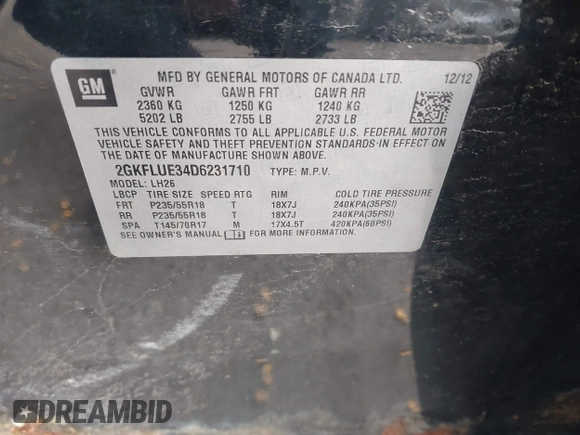 GM
MFD BY GENERAL MOTORS OF CANADA LTD. 12/12
GVWR GAWR FRT GAWR RR
2360 KG 1250 KG 1240 KG
5202 LB 2755 LB 2733 LB
THIS VEHICLE CONFORMS TO ALL APPLICABLE U.S. FEDERAL MOTOR
VEHICLE SAFETY AND THEFT PREVENTION STANDARDS IN EFFECT ON
THE DATE OF MANUFACTURE SHOWN ABOVE.
2GKFLUE34D6231710 TYPE: M.P.V.
MODEL: LH26
LBCP TIRE SIZE SPEED RTG RIM COLD TIRE PRESSURE
FRT P235/55R18 T 18X7J 240KPA(35PSI)
RR P235/55R18 T 18X7J 240KPA(35PSI)
SPA T145/70R17 M 17X4.5T 420KPA(60PSI)
SEE OWNER'S MANUAL FOR MORE INFORMATION.
DREAMBID